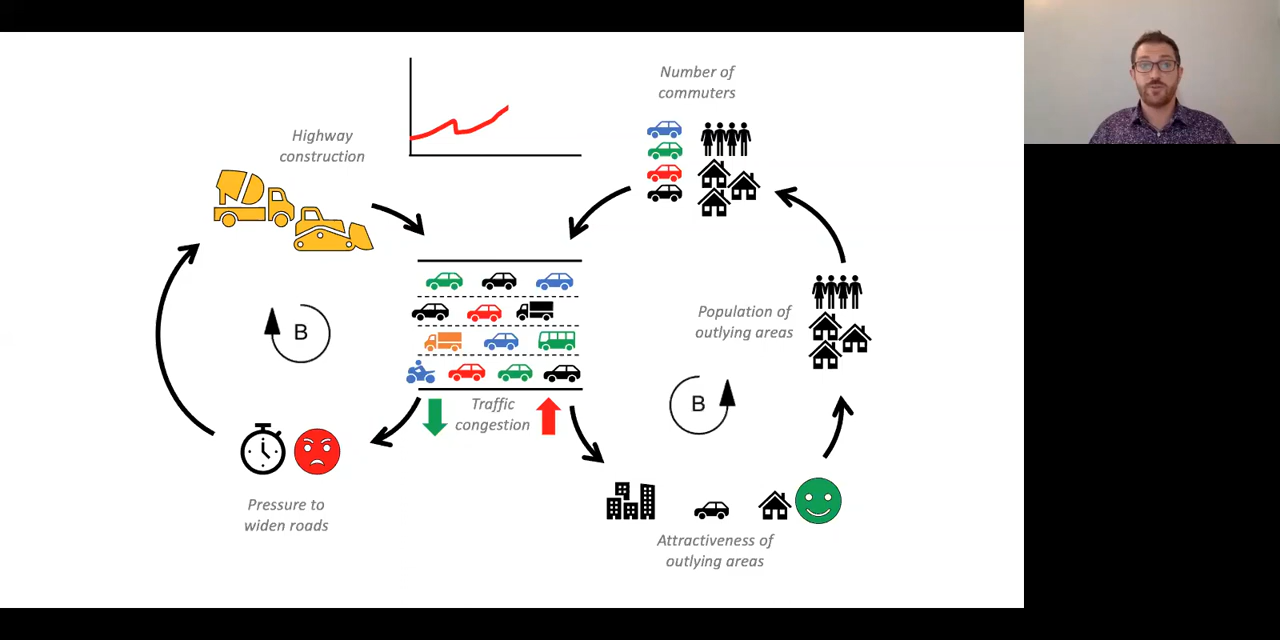 Number of
commuters
Highway
construction
Population of
outlying areas
B
B
Traffic
congestion
Pressure to
widen roads
Attractiveness of
outlying areas